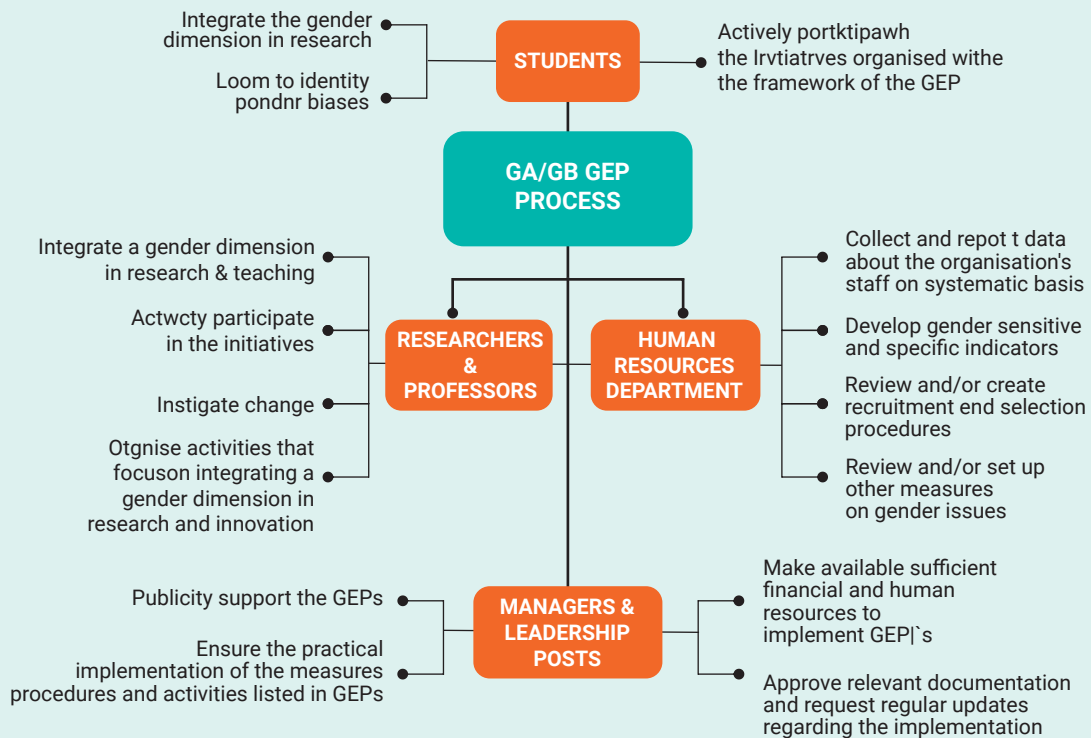 Integrate the gender
dimension in research
Loom to identity
pondnr biases
STUDENTS
Actively portktipawh
the Irvtiatrves organised withe
the framework of the GEP
GA/GB GEP
PROCESS
Integrate a gender dimension
in research & teaching
Actwcty participate
in the initiatives
Instigate change
Otgnise activities that
focuson integrating a
gender dimension in
research and innovation
RESEARCHERS
&
PROFESSORS
HUMAN
RESOURCES
DEPARTMENT
Collect and repot t data
about the organisation's
staff on systematic basis
Develop gender sensitive
and specific indicators
Review and/or create
recruitment end selection
procedures
Review and/or set up
other measures
on gender issues
Publicity support the GEPs
Ensure the practical
implementation of the measures
procedures and activities listed in GEPs
MANAGERS &
LEADERSHIP
POSTS
Make available sufficient
financial and human
resources to
implement GEP|`s
Approve relevant documentation
and request regular updates
regarding the implementation